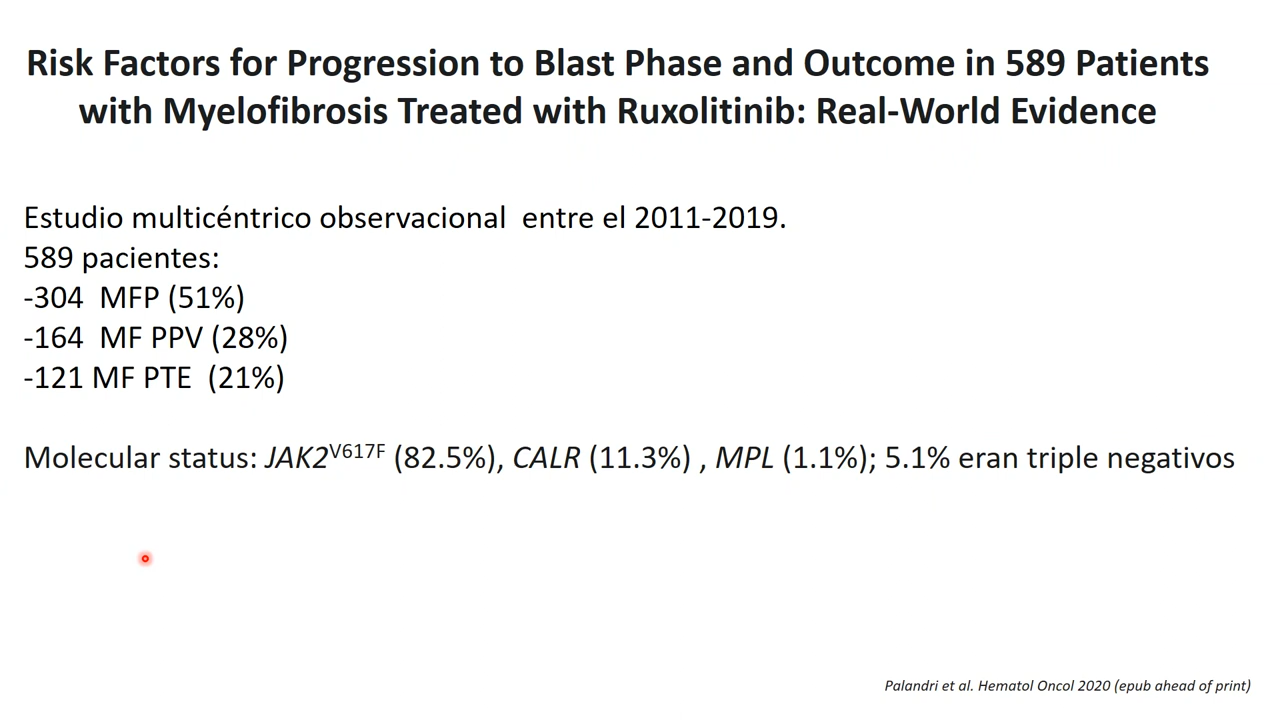 Risk Factors for Progression to Blast Phase and Outcome in 589 Patients
with Myelofibrosis Treated with Ruxolitinib: Real-World Evidence
Estudio multicéntrico observacional entre el 2011-2019.
589 pacientes:
-304 MFP (51%)
-164 MF PPV (28%)
-121 MF PTE (21%)
Molecular status: JAK2V617F (82.5%), CALR (11.3%) , MPL (1.1%); 5.1% eran triple negativos
Palandri et al. Hematol Oncol 2020 (epub ahead of print)